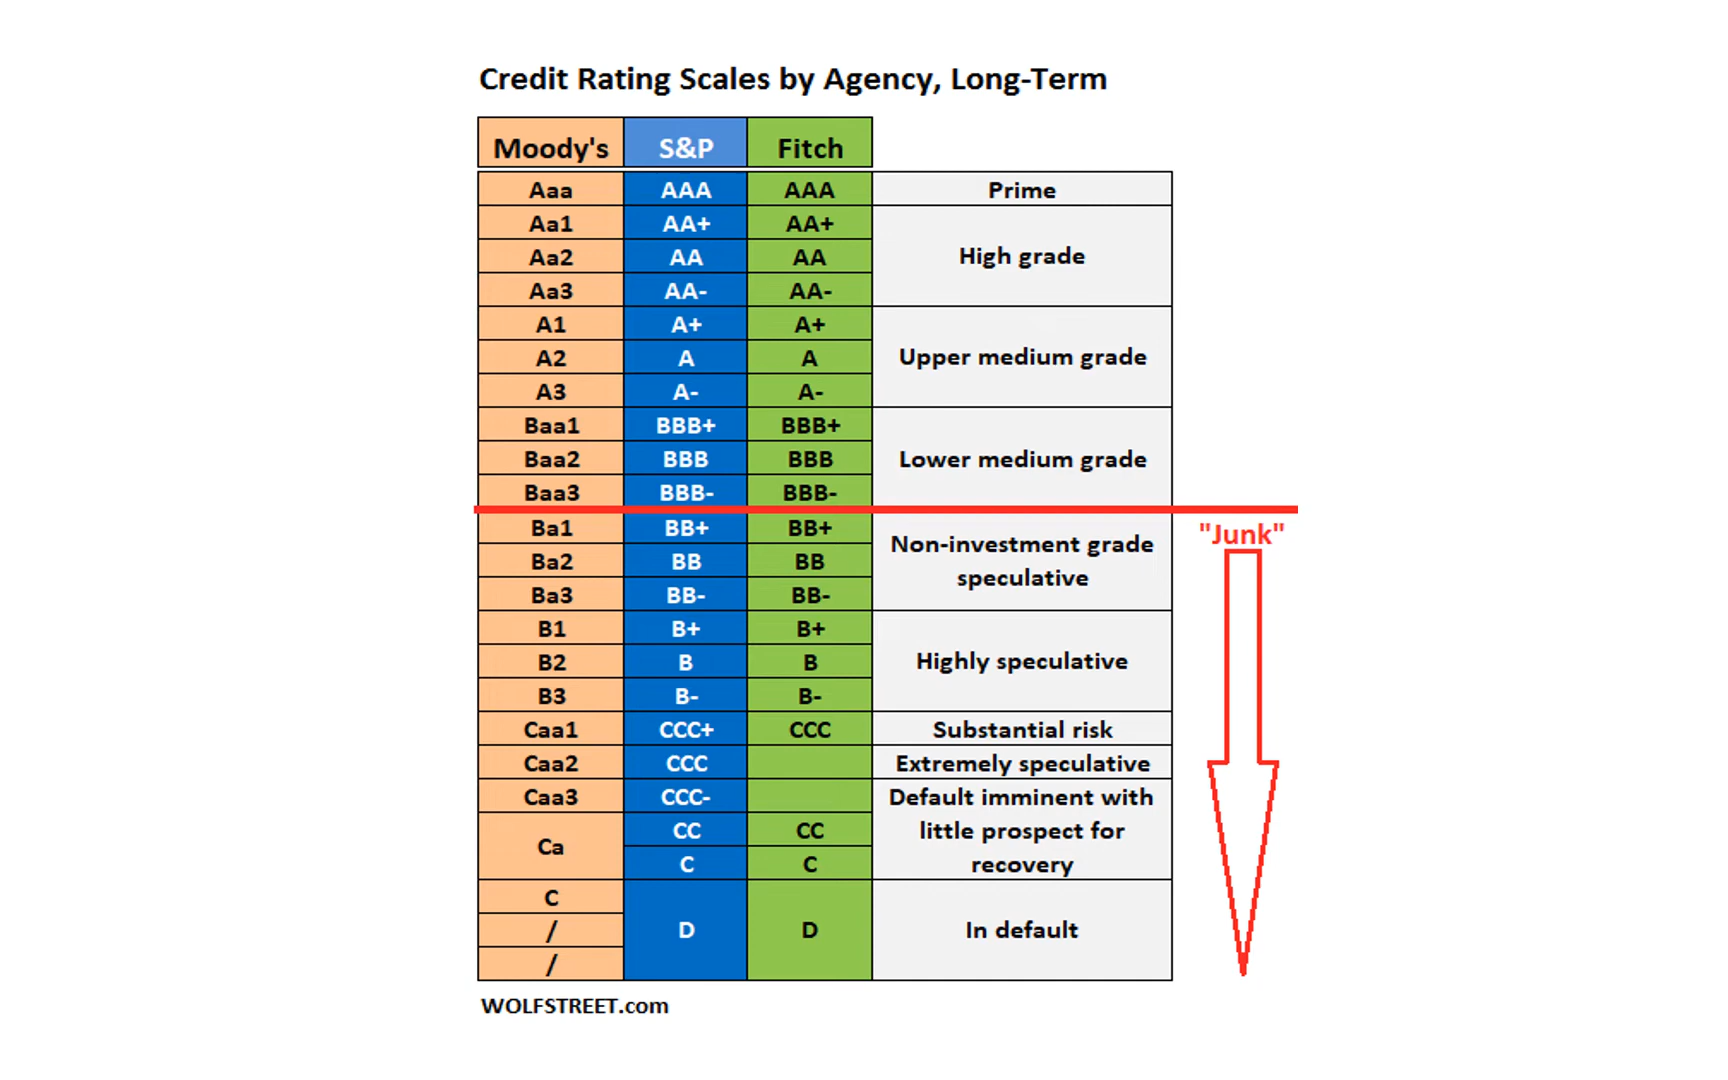 Credit Rating Scales by Agency, Long-Term
Moody's S&P Fitch
Aaa AAA AAA Prime
Aa1 AA+ AA+
Aa2 AA AA High grade
Aa3 AA- AA-
A1 A+ A+
A2 A A Upper medium grade
A3 A- A-
Baa1 BBB+ BBB+
Baa2 BBB BBB Lower medium grade
Baa3 BBB- BBB-
Ba1 BB+ BB+ Non-investment grade "Junk"
Ba2 BB BB speculative
Ba3 BB- BB-
B1 B+ B+
B2 B B Highly speculative
B3 B- B-
Caa1 CCC+ CCC Substantial risk
Caa2 CCC Extremely speculative
Caa3 CCC- Default imminent with
Ca CC CC little prospect for
C C recovery
C
/ D D In default
/
WOLFSTREET.com